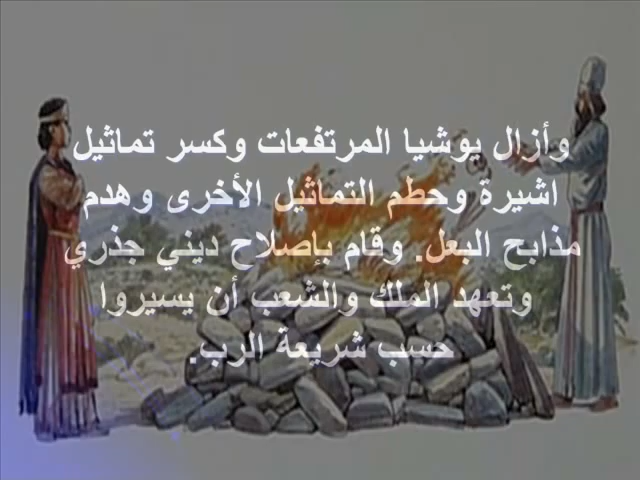 وأزال يوشيا المرتفعات وكسر تماثيل
اشيرة وحطم التماثيل الأخرى وهدم
مذابح البعل. وقام بإصلاح ديني جذري
وتعهد الملك والشعب أن يسيروا
حسب شريعة الرب.